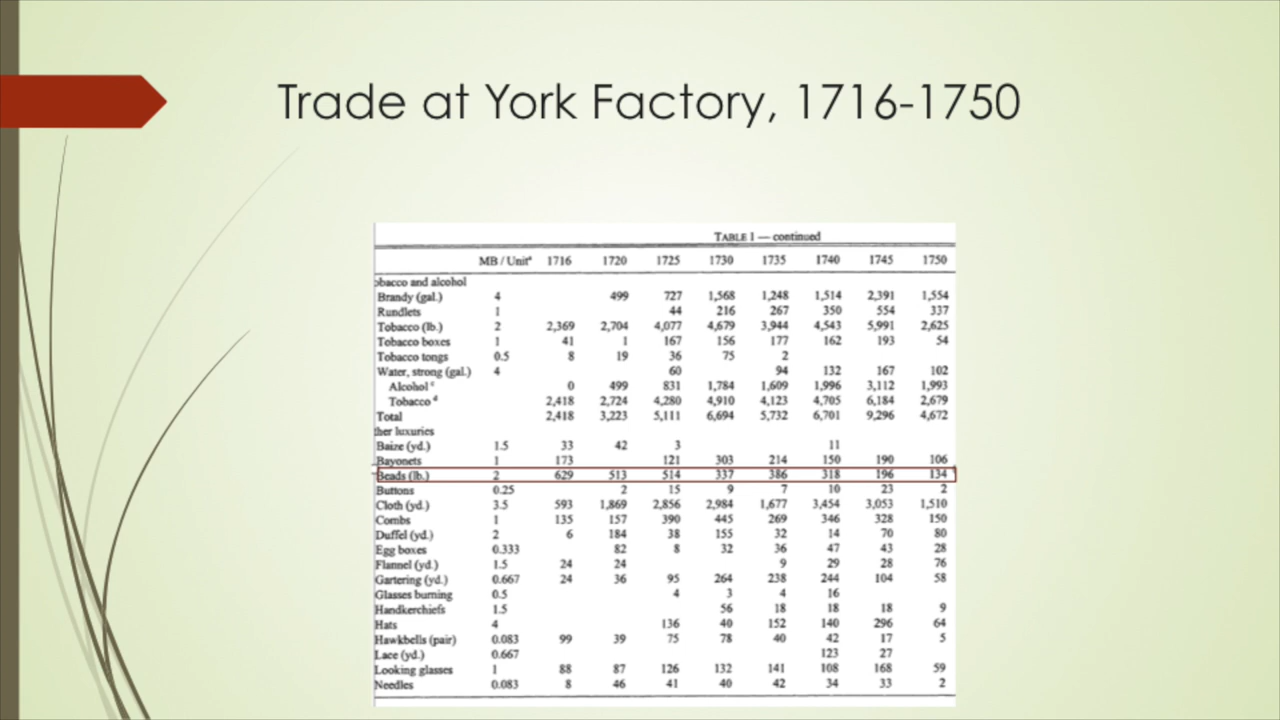 Trade at York Factory, 1716-1750
TABLE I — continued
MB / Unitᵃ 1716 1720 1725 1730 1735 1740 1745 1750
obacco and alcohol
Brandy (gal.) 4 499 727 1,568 1,248 1,514 2,391 1,554
Rundlets 1 44 216 267 350 554 337
Tobacco (lb.) 2 2,369 2,704 4,077 4,679 3,944 4,543 5,991 2,625
Tobacco boxes 1 41 1 167 156 177 162 193 54
Tobacco tongs 0.5 8 19 36 75 2
Water, strong (gal.) 4 60 94 132 167 102
Alcohol ᶜ 0 499 831 1,784 1,609 1,996 3,112 1,993
Tobacco ᵈ 2,418 2,724 4,280 4,910 4,123 4,705 6,184 2,679
Total 2,418 3,223 5,111 6,694 5,732 6,701 9,296 4,672
ther luxuries
Baize (yd.) 1.5 33 42 3 11
Bayonets 1 173 121 303 214 150 190 106
Beads (lb.) 2 629 513 514 337 386 318 196 134
Buttons 0.25 2 15 9 7 10 23 2
Cloth (yd.) 3.5 593 1,869 2,856 2,984 1,677 3,454 3,053 1,510
Combs 1 135 157 390 445 269 346 328 150
Duffel (yd.) 2 6 184 38 155 32 14 70 80
Egg boxes 0.333 82 8 32 36 47 43 28
Flannel (yd.) 1.5 24 24 9 29 28 76
Gartering (yd.) 0.667 24 36 95 264 238 244 104 58
Glasses burning 0.5 4 3 4 16
Handkerchiefs 1.5 56 18 18 18 9
Hats 4 136 40 152 140 296 64
Hawkbells (pair) 0.083 99 39 75 78 40 42 17 5
Lace (yd.) 0.667 123 27
Looking glasses 1 88 87 126 132 141 108 168 59
Needles 0.083 8 46 41 40 42 34 33 2